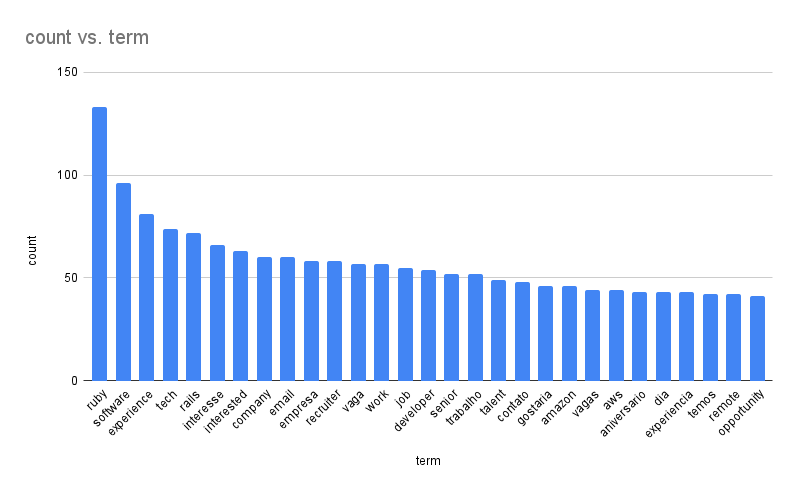 count vs. term
150
100
50
0
count
ruby
software
experience
tech
rails
interesse
interested
company
email
empresa
recruiter
vaga
work
job
developer
senior
trabalho
talent
contato
gostaria
amazon
vagas
aws
aniversario
dia
experiencia
temos
remote
opportunity
term